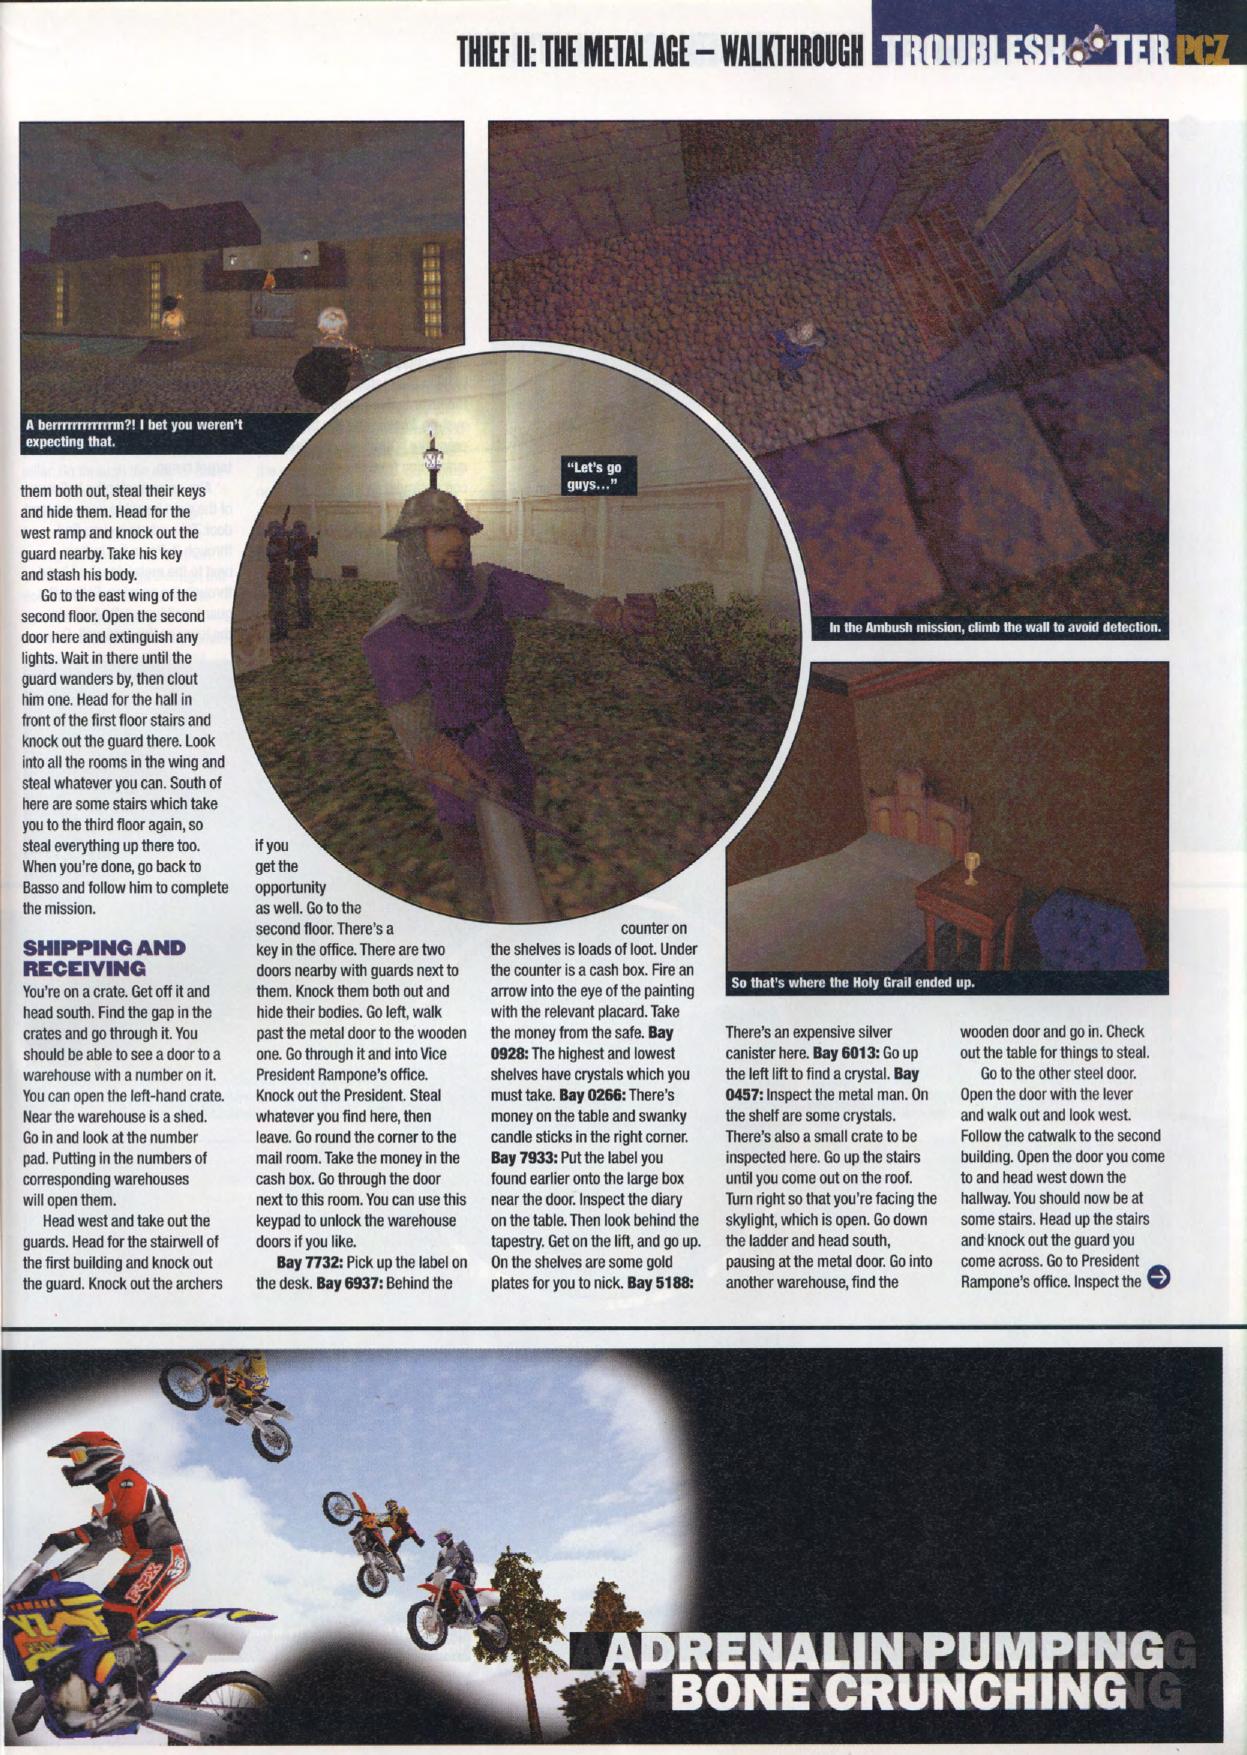 THIEF II: THE METAL AGE – WALKTHROUGH TROUBLESHOOTER PCZ
A berrrrrrrrrrrm?! I bet you weren't
expecting that.
"Let's go
guys..."
In the Ambush mission, climb the wall to avoid detection.
So that's where the Holy Grail ended up.
them both out, steal their keys
and hide them. Head for the
west ramp and knock out the
guard nearby. Take his key
and stash his body.
Go to the east wing of the
second floor. Open the second
door here and extinguish any
lights. Wait in there until the
guard wanders by, then clout
him one. Head for the hall in
front of the first floor stairs and
knock out the guard there. Look
into all the rooms in the wing and
steal whatever you can. South of
here are some stairs which take
you to the third floor again, so
steal everything up there too.
When you're done, go back to
Basso and follow him to complete
the mission.
SHIPPING AND
RECEIVING
You're on a crate. Get off it and
head south. Find the gap in the
crates and go through it. You
should be able to see a door to a
warehouse with a number on it.
You can open the left-hand crate.
Near the warehouse is a shed.
Go in and look at the number
pad. Putting in the numbers of
corresponding warehouses
will open them.
Head west and take out the
guards. Head for the stairwell of
the first building and knock out
the guard. Knock out the archers
if you
get the
opportunity
as well. Go to the
second floor. There's a
key in the office. There are two
doors nearby with guards next to
them. Knock them both out and
hide their bodies. Go left, walk
past the metal door to the wooden
one. Go through it and into Vice
President Rampone's office.
Knock out the President. Steal
whatever you find here, then
leave. Go round the corner to the
mail room. Take the money in the
cash box. Go through the door
next to this room. You can use this
keypad to unlock the warehouse
doors if you like.
Bay 7732: Pick up the label on
the desk. Bay 6937: Behind the
counter on
the shelves is loads of loot. Under
the counter is a cash box. Fire an
arrow into the eye of the painting
with the relevant placard. Take
the money from the safe. Bay
0928: The highest and lowest
shelves have crystals which you
must take. Bay 0266: There's
money on the table and swanky
candle sticks in the right corner.
Bay 7933: Put the label you
found earlier onto the large box
near the door. Inspect the diary
on the table. Then look behind the
tapestry. Get on the lift, and go up.
On the shelves are some gold
plates for you to nick. Bay 5188:
There's an expensive silver
canister here. Bay 6013: Go up
the left lift to find a crystal. Bay
0457: Inspect the metal man. On
the shelf are some crystals.
There's also a small crate to be
inspected here. Go up the stairs
until you come out on the roof.
Turn right so that you're facing the
skylight, which is open. Go down
the ladder and head south,
pausing at the metal door. Go into
another warehouse, find the
wooden door and go in. Check
out the table for things to steal.
Go to the other steel door.
Open the door with the lever
and walk out and look west.
Follow the catwalk to the second
building. Open the door you come
to and head west down the
hallway. You should now be at
some stairs. Head up the stairs
and knock out the guard you
come across. Go to President
Rampone's office. Inspect the
YAMAHA
FOX
ADRENALIN PUMPING
BONE CRUNCHING